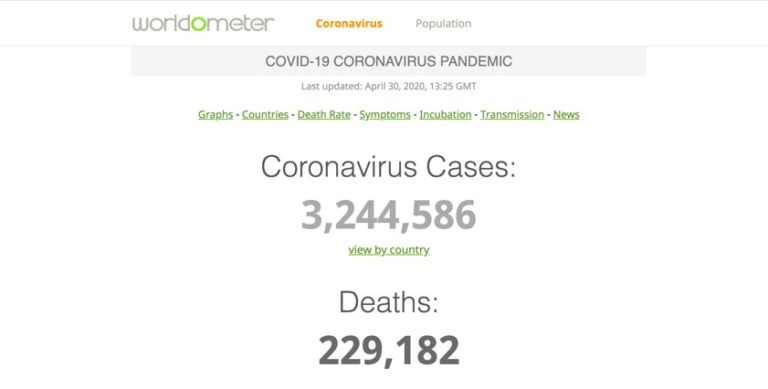 worldometer Coronavirus Population
COVID-19 CORONAVIRUS PANDEMIC
Last updated: April 30, 2020, 13:25 GMT
Graphs - Countries - Death Rate - Symptoms - Incubation - Transmission - News
Coronavirus Cases:
3,244,586
view by country
Deaths:
229,182